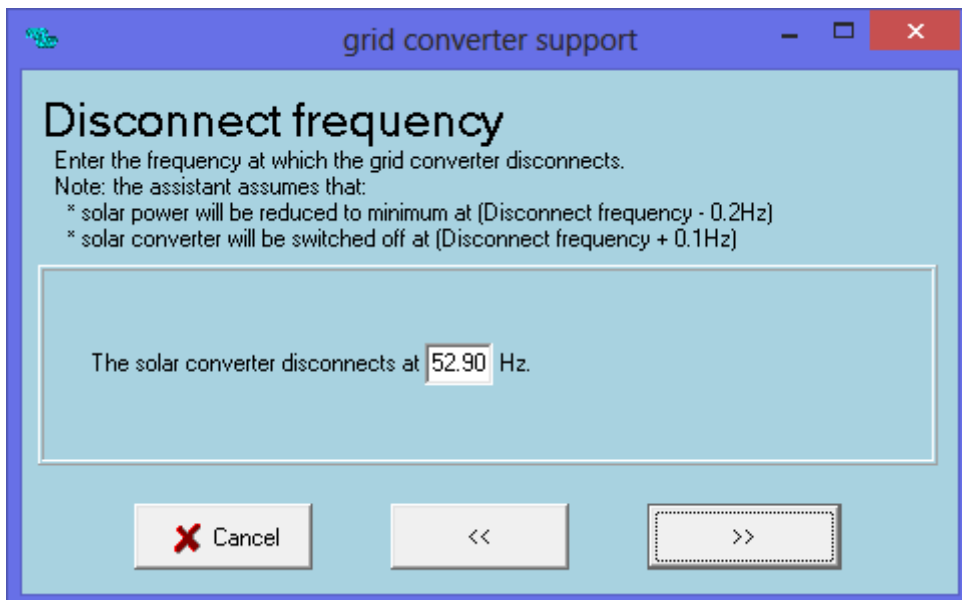 grid converter support
Disconnect frequency
Enter the frequency at which the grid converter disconnects.
Note: the assistant assumes that:
* solar power will be reduced to minimum at (Disconnect frequency - 0.2Hz)
* solar converter will be switched off at (Disconnect frequency + 0.1Hz)
The solar converter disconnects at 52.90 Hz.
Cancel << >>